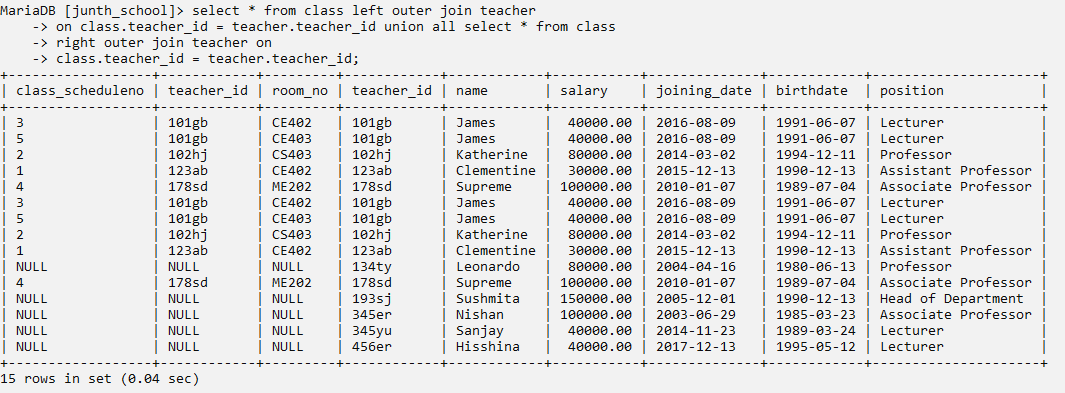 MariaDB [junth_school]> select * from class left outer join teacher
    -> on class.teacher_id = teacher.teacher_id union all select * from class
    -> right outer join teacher on
    -> class.teacher_id = teacher.teacher_id;
+------------------+------------+---------+------------+------------+-----------+--------------+------------+---------------------+
| class_scheduleno | teacher_id | room_no | teacher_id | name       | salary    | joining_date | birthdate  | position            |
+------------------+------------+---------+------------+------------+-----------+--------------+------------+---------------------+
| 3                | 101gb      | CE402   | 101gb      | James      |  40000.00 | 2016-08-09   | 1991-06-07 | Lecturer            |
| 5                | 101gb      | CE403   | 101gb      | James      |  40000.00 | 2016-08-09   | 1991-06-07 | Lecturer            |
| 2                | 102hj      | CS403   | 102hj      | Katherine  |  80000.00 | 2014-03-02   | 1994-12-11 | Professor           |
| 1                | 123ab      | CE402   | 123ab      | Clementine |  30000.00 | 2015-12-13   | 1990-12-13 | Assistant Professor |
| 4                | 178sd      | ME202   | 178sd      | Supreme    | 100000.00 | 2010-01-07   | 1989-07-04 | Associate Professor |
| 3                | 101gb      | CE402   | 101gb      | James      |  40000.00 | 2016-08-09   | 1991-06-07 | Lecturer            |
| 5                | 101gb      | CE403   | 101gb      | James      |  40000.00 | 2016-08-09   | 1991-06-07 | Lecturer            |
| 2                | 102hj      | CS403   | 102hj      | Katherine  |  80000.00 | 2014-03-02   | 1994-12-11 | Professor           |
| 1                | 123ab      | CE402   | 123ab      | Clementine |  30000.00 | 2015-12-13   | 1990-12-13 | Assistant Professor |
| NULL             | NULL       | NULL    | 134ty      | Leonardo   |  80000.00 | 2004-04-16   | 1980-06-13 | Professor           |
| 4                | 178sd      | ME202   | 178sd      | Supreme    | 100000.00 | 2010-01-07   | 1989-07-04 | Associate Professor |
| NULL             | NULL       | NULL    | 193sj      | Sushmita   | 150000.00 | 2005-12-01   | 1990-12-13 | Head of Department  |
| NULL             | NULL       | NULL    | 345er      | Nishan     | 100000.00 | 2003-06-29   | 1985-03-23 | Associate Professor |
| NULL             | NULL       | NULL    | 345yu      | Sanjay     |  40000.00 | 2014-11-23   | 1989-03-24 | Lecturer            |
| NULL             | NULL       | NULL    | 456er      | Hisshina   |  40000.00 | 2017-12-13   | 1995-05-12 | Lecturer            |
+------------------+------------+---------+------------+------------+-----------+--------------+------------+---------------------+
15 rows in set (0.04 sec)